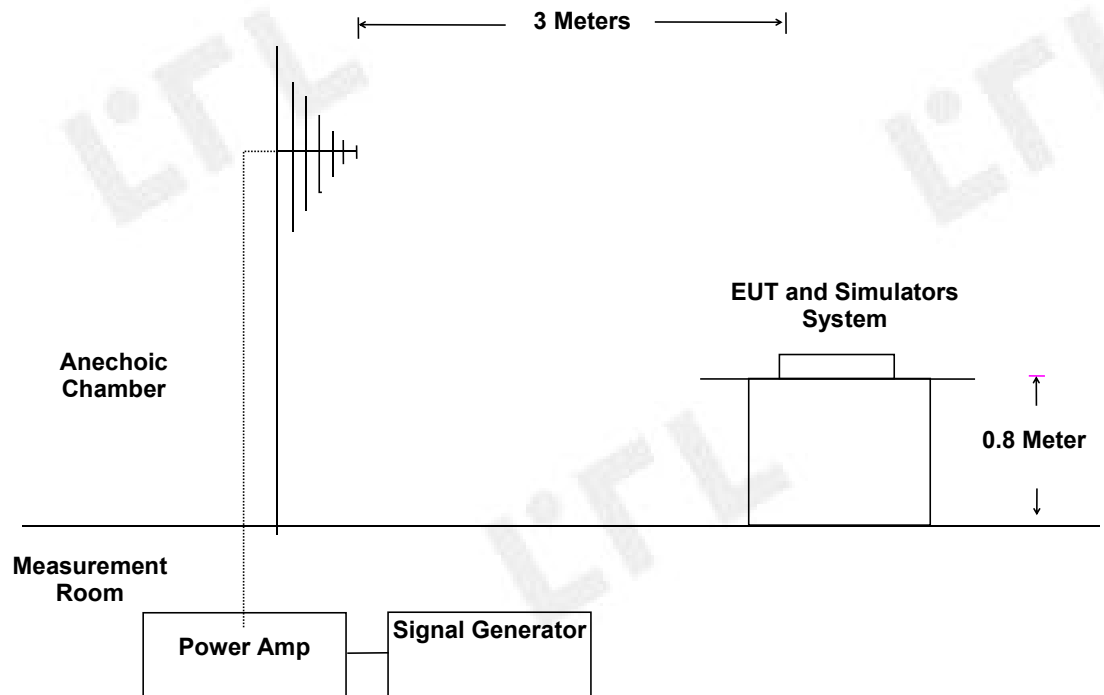 3 Meters
EUT and Simulators
System
Anechoic
Chamber
0.8 Meter
Measurement
Room
Power Amp
Signal Generator